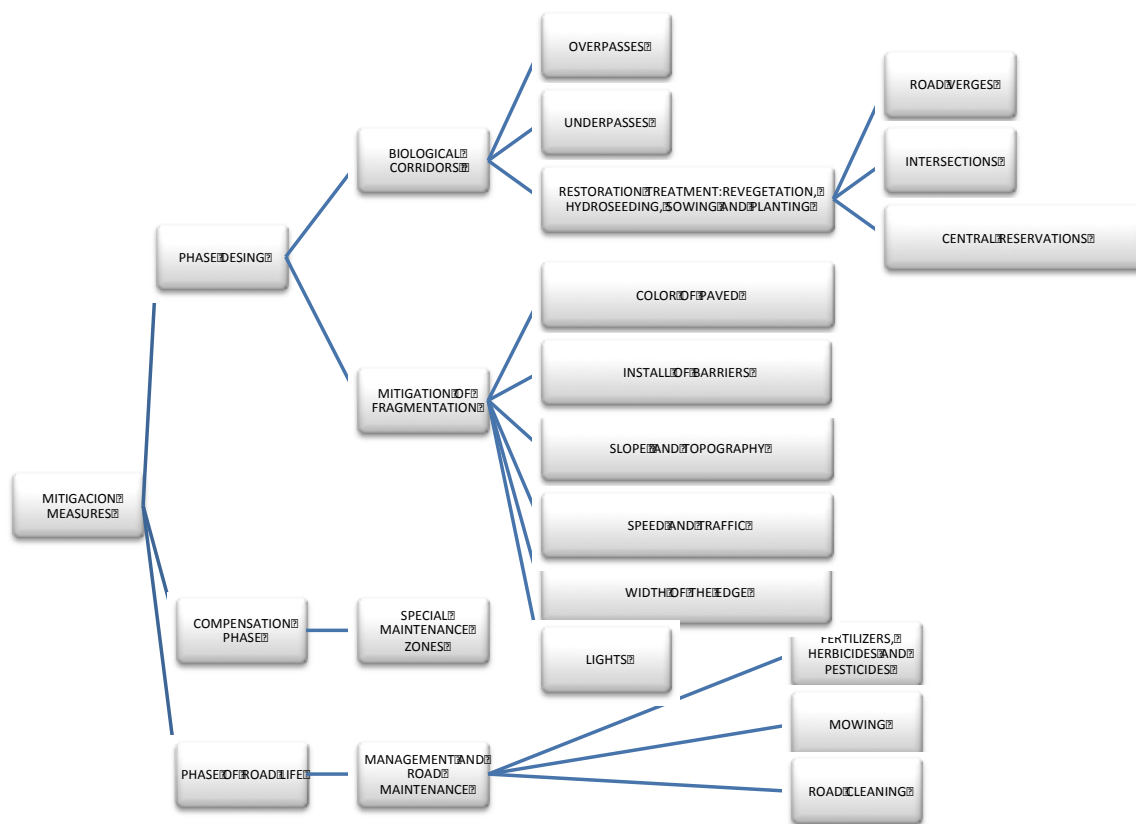 OVERPASSES
UNDERPASSES
ROAD VERGES
INTERSECTIONS
BIOLOGICAL
CORRIDORS
RESTORATION TREATMENT: REVEGETATION,
HYDROSEEDING, SOWING AND PLANTING
CENTRAL RESERVATIONS
PHASE DESING
COLOR OF PAVED
INSTALL OF BARRIERS
MITIGATION OF
FRAGMENTATION
SLOPE AND TOPOGRAPHY
SPEED AND TRAFFIC
MITIGACION
MEASURES
WIDTH OF THE EDGE
COMPENSATION
PHASE
SPECIAL
MAINTENANCE
ZONES
LIGHTS
FERTILIZERS,
HERBICIDES AND
PESTICIDES
MOWING
PHASE OF ROAD LIFE
MANAGEMENT AND
ROAD
MAINTENANCE
ROAD CLEANING